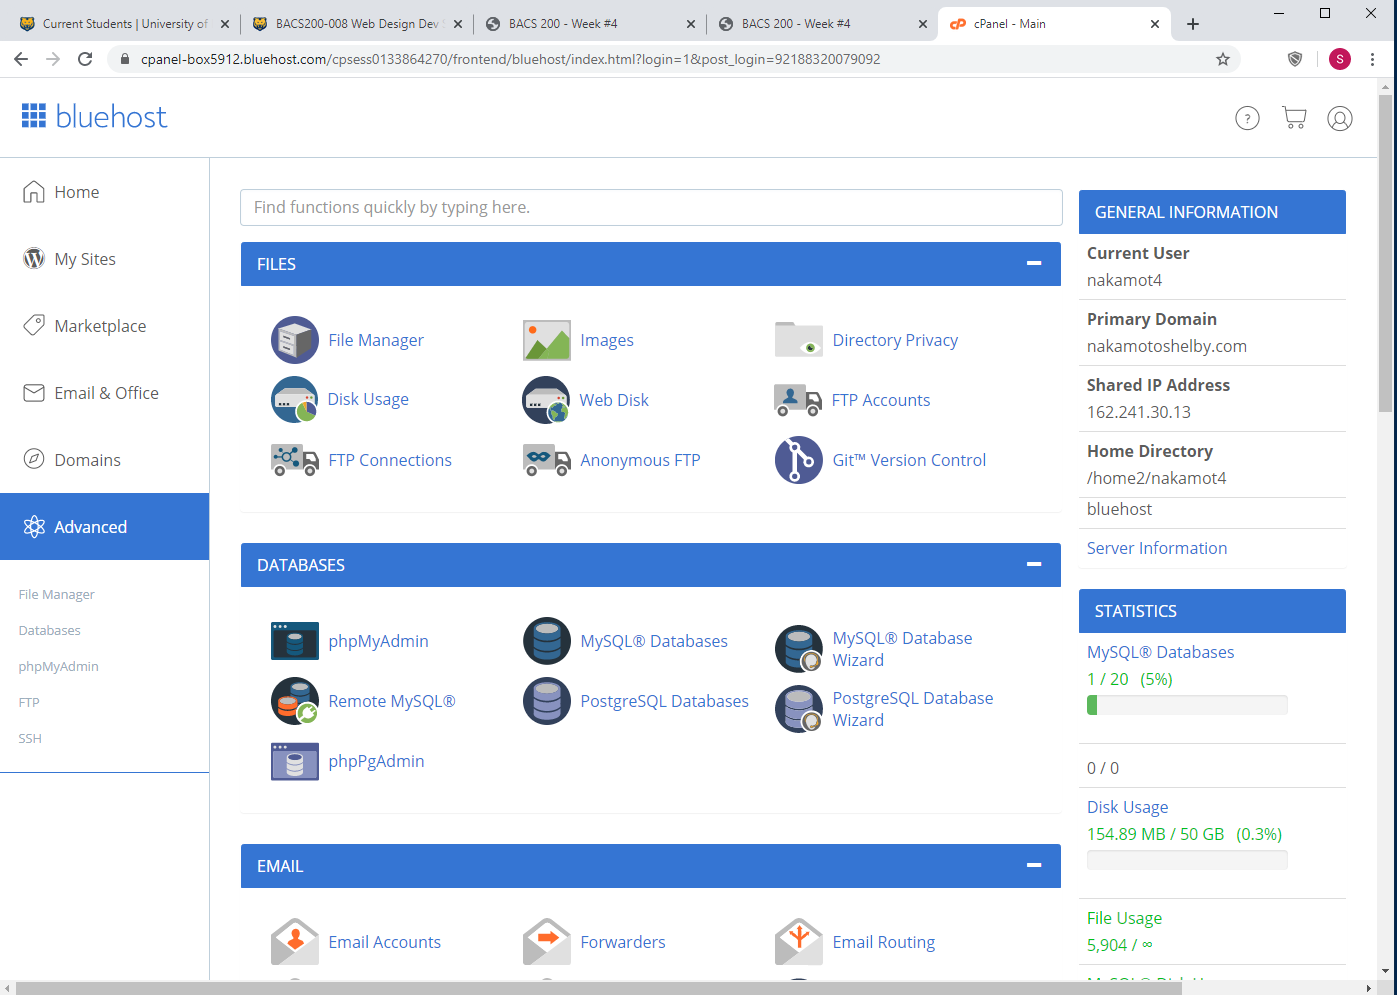 Current Students | University of
BACS200-008 Web Design Dev
BACS 200 - Week #4
BACS 200 - Week #4
cPanel - Main
cpanel-box5912.bluehost.com/cpsess0133864270/frontend/bluehost/index.html?login=1&post_login=92188320079092
S
bluehost
?
Home
My Sites
Marketplace
Email & Office
Domains
Advanced
File Manager
Databases
phpMyAdmin
FTP
SSH
Find functions quickly by typing here.
FILES
File Manager
Images
Directory Privacy
Disk Usage
Web Disk
FTP Accounts
FTP Connections
Anonymous FTP
Git™ Version Control
DATABASES
phpMyAdmin
MySQL® Databases
MySQL® Database
Wizard
Remote MySQL®
PostgreSQL Databases
PostgreSQL Database
Wizard
phpPgAdmin
EMAIL
Email Accounts
Forwarders
Email Routing
GENERAL INFORMATION
Current User
nakamot4
Primary Domain
nakamotoshelby.com
Shared IP Address
162.241.30.13
Home Directory
/home2/nakamot4
bluehost
Server Information
STATISTICS
MySQL® Databases
1 / 20 (5%)
0 / 0
Disk Usage
154.89 MB / 50 GB (0.3%)
File Usage
5,904 / ∞